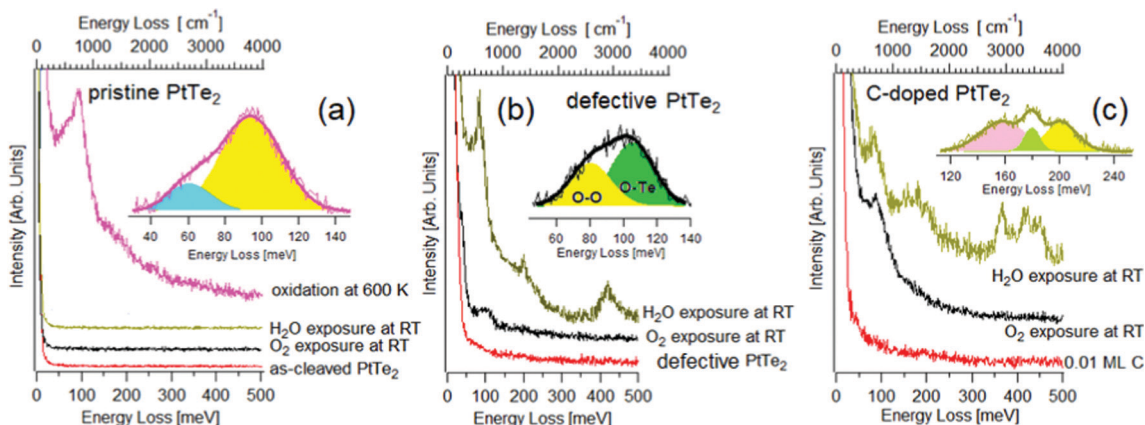 Energy Loss [ cm⁻¹ ]
0 1000 2000 3000 4000
pristine PtTe₂
(a)
Intensity [Arb. Units]
40 60 80 100 120 140
Energy Loss [meV]
oxidation at 600 K
H₂O exposure at RT
O₂ exposure at RT
as-cleaved PtTe₂
0 100 200 300 400 500
Energy Loss [meV]
Energy Loss [ cm⁻¹ ]
0 1000 2000 3000 4000
(b)
defective PtTe₂
Intensity [Arb. Units]
O-O
O-Te
40 60 80 100 120 140
Energy Loss [meV]
H₂O exposure at RT
O₂ exposure at RT
defective PtTe₂
0 100 200 300 400 500
Energy Loss [meV]
Energy Loss [ cm⁻¹ ]
0 1000 2000 3000 4000
C-doped PtTe₂
(c)
Intensity [Arb. Units]
120 160 200 240
Energy Loss [meV]
H₂O exposure at RT
O₂ exposure at RT
0.01 ML C
0 100 200 300 400 500
Energy Loss [meV]